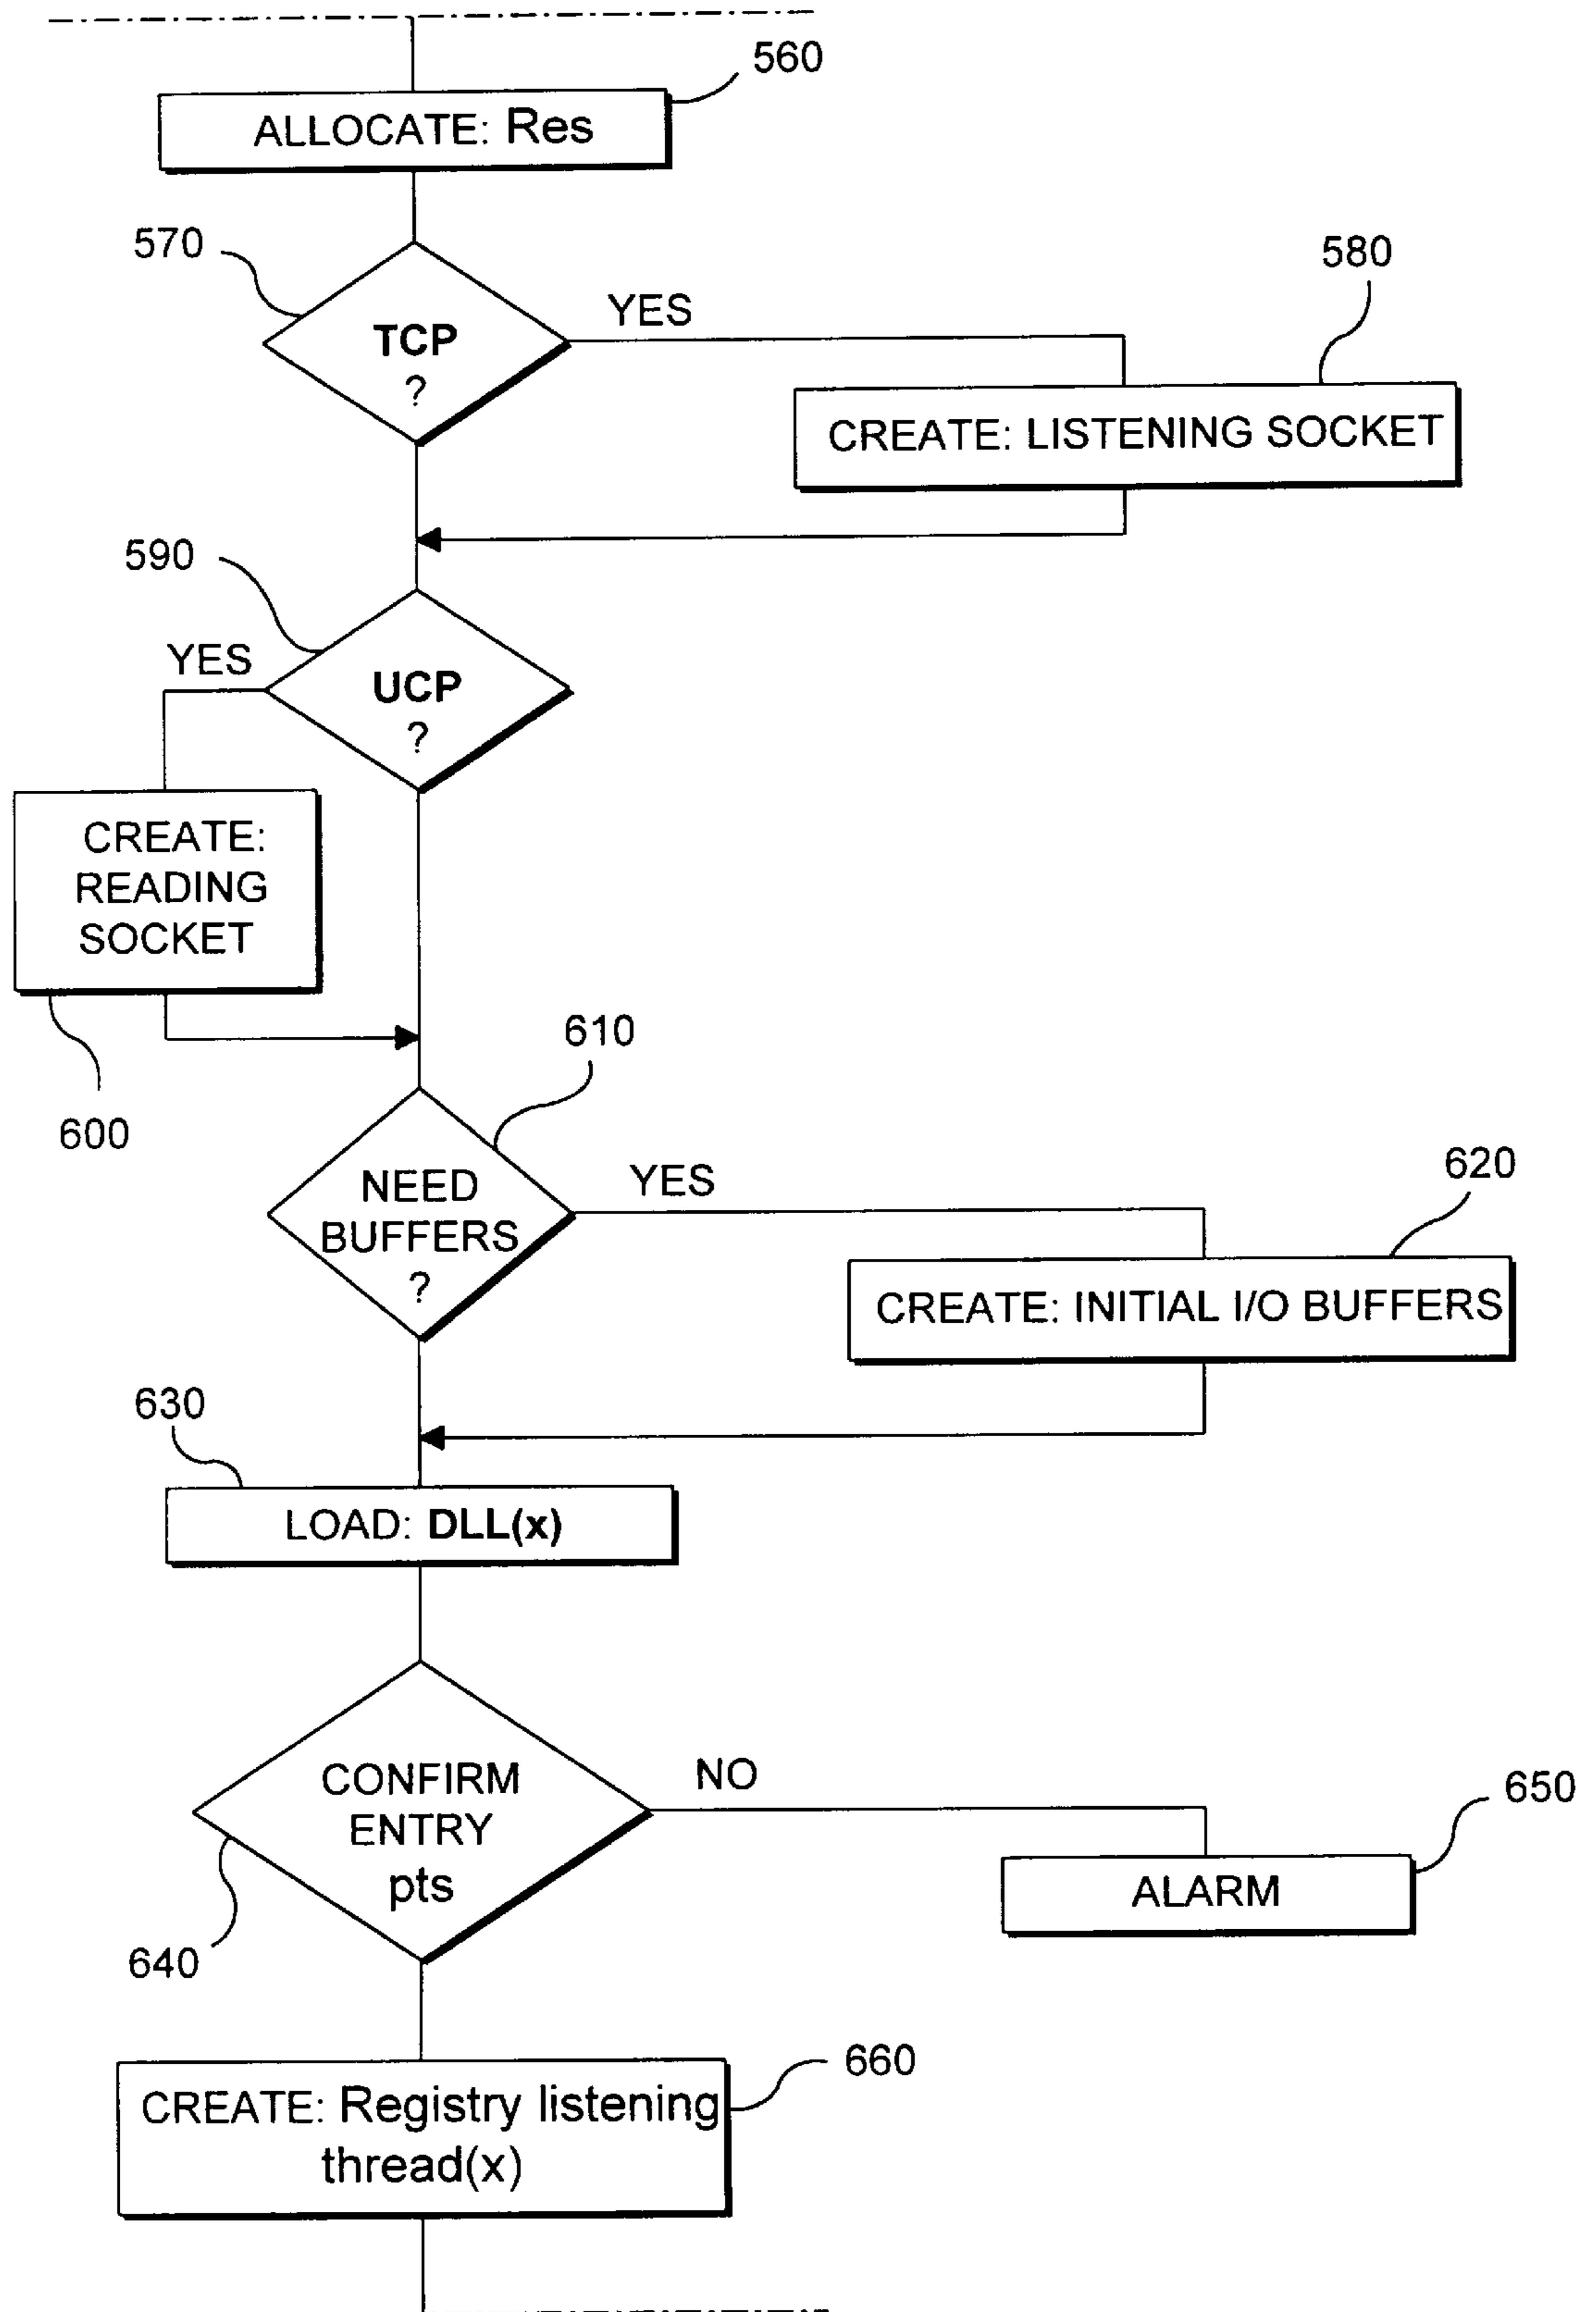 560
ALLOCATE: Res
570
TCP
?
YES
580
CREATE: LISTENING SOCKET
590
YES
UCP
?
CREATE:
READING
SOCKET
600
610
NEED
BUFFERS
?
YES
620
CREATE: INITIAL I/O BUFFERS
630
LOAD: DLL(x)
CONFIRM
ENTRY
pts
NO
640
650
ALARM
660
CREATE: Registry listening
thread(x)